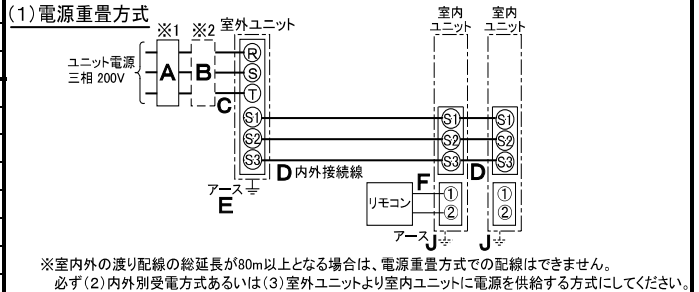 (1)電源重畳方式
※1 ※2 室外ユニット 室内ユニット 室内ユニット
ユニット電源
三相 200V
A B C
R
S
T
S1 S1 S1
S2 S2 S2
S3 S3 S3
D 内外接続線 D
アース
E
リモコン F ① ①
② ②
アース J J
※室内外の渡り配線の総延長が80m以上となる場合は、電源重畳方式での配線はできません。
必ず(2)内外別受電方式あるいは(3)室外ユニットより室内ユニットに電源を供給する方式にしてください。